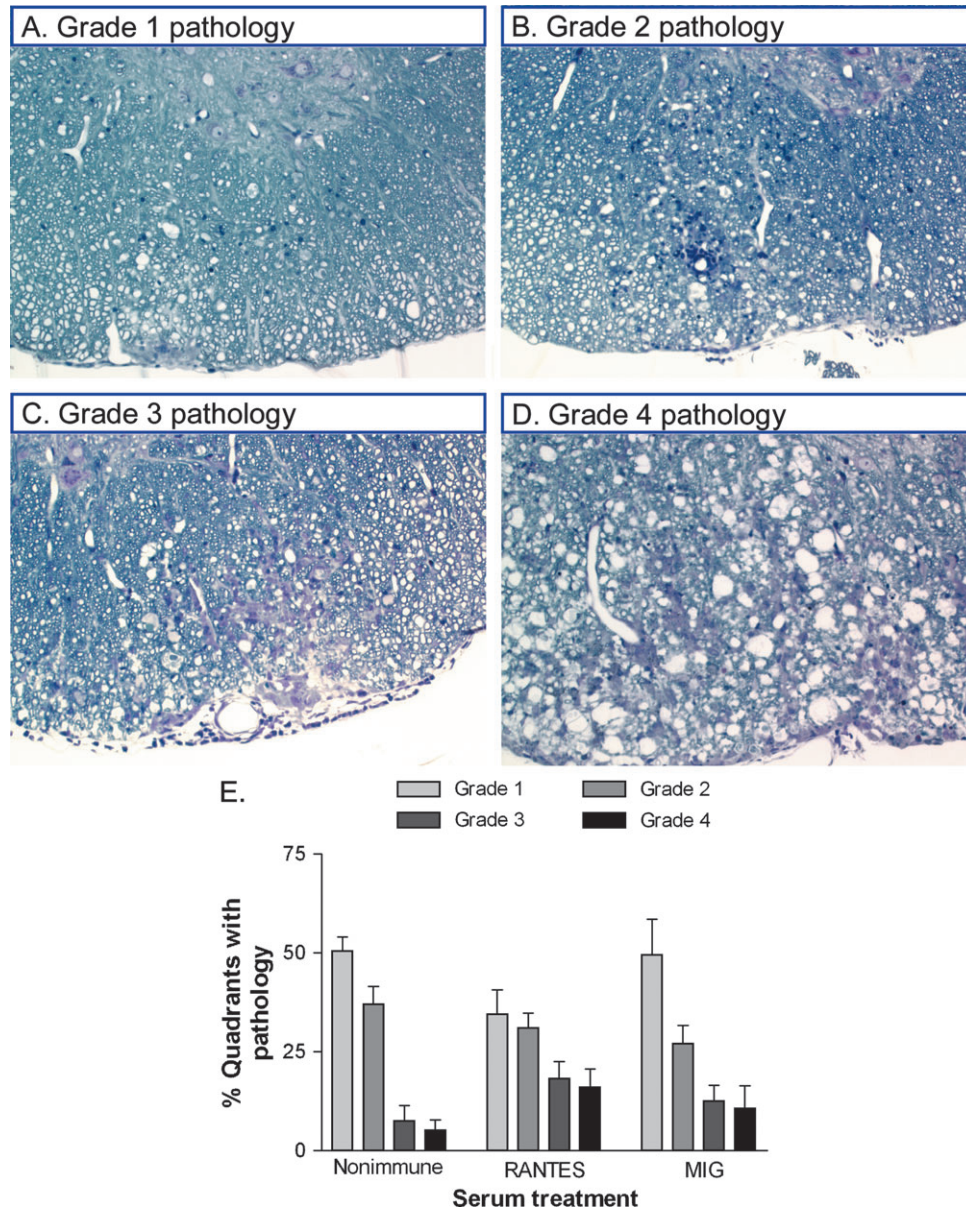 A. Grade 1 pathology
B. Grade 2 pathology
C. Grade 3 pathology
D. Grade 4 pathology
E.
Grade 1
Grade 2
Grade 3
Grade 4
% Quadrants with
pathology
75
50
25
0
Nonimmune
RANTES
MIG
Serum treatment